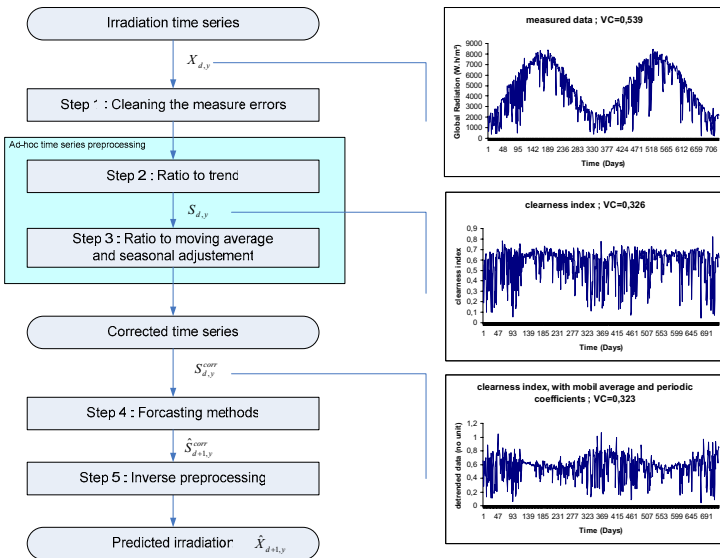 Irradiation time series
X d,y
Step 1 : Cleaning the measure errors
Ad-hoc time series preprocessing
Step 2 : Ratio to trend
S d,y
Step 3 : Ratio to moving average
and seasonal adjustement
Corrected time series
S corr d,y
Step 4 : Forcasting methods
Ŝ corr d+1,y
Step 5 : Inverse preprocessing
Predicted irradiation X̂ d+1,y
measured data ; VC=0,539
Global Radiation (W.h/m²)
9000
8000
7000
6000
5000
4000
3000
2000
1000
0
1 48 95 142 189 236 283 330 377 424 471 518 565 612 659 706
Time (Days)
clearness index ; VC=0,326
clearness index
0,9
0,8
0,7
0,6
0,5
0,4
0,3
0,2
0,1
0
1 47 93 139 185 231 277 323 369 415 461 507 553 599 645 691
Time (Days)
clearness index, with mobil average and periodic
coefficients ; VC=0,323
detrended data (no unit)
1,2
1
0,8
0,6
0,4
0,2
0
1 47 93 139 185 231 277 323 369 415 461 507 553 599 645 691
Time (Days)